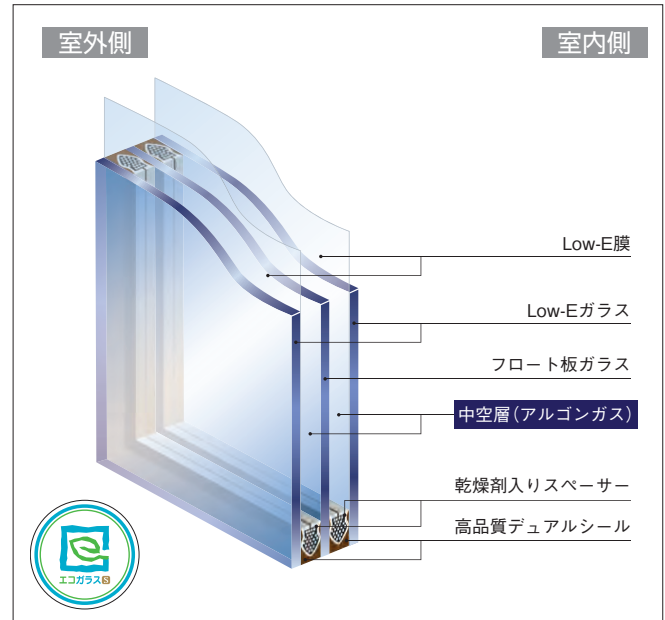 室外側
室内側
Low-E膜
Low-Eガラス
フロート板ガラス
中空層(アルゴンガス)
乾燥剤入りスペーサー
高品質デュアルシール
エコガラスS